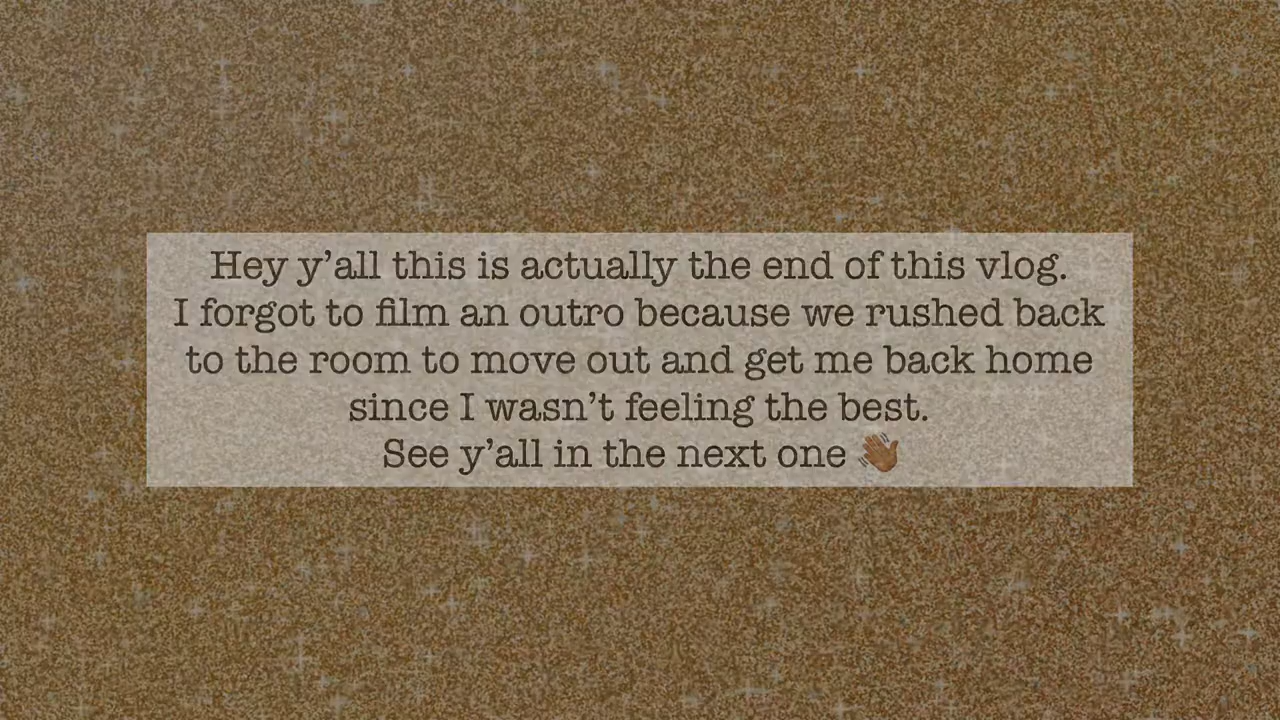 Hey y’all this is actually the end of this vlog.
I forgot to film an outro because we rushed back
to the room to move out and get me back home
since I wasn’t feeling the best.
See y’all in the next one 👋🏾